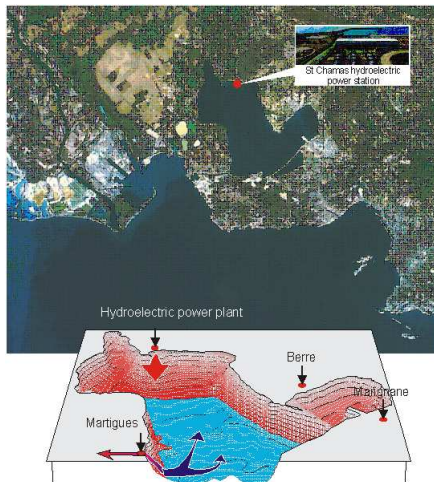 St Chamas hydroelectric
power station
Hydroelectric power plant
Berre
Marignane
Martigues